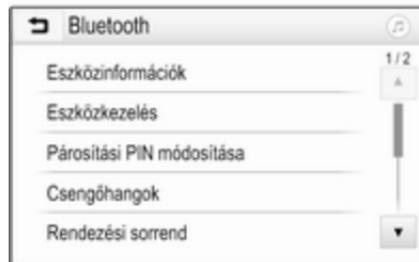 Bluetooth
1/2
Eszközinformációk
Eszközkezelés
Párosítási PIN módosítása
Csengőhangok
Rendezési sorrend